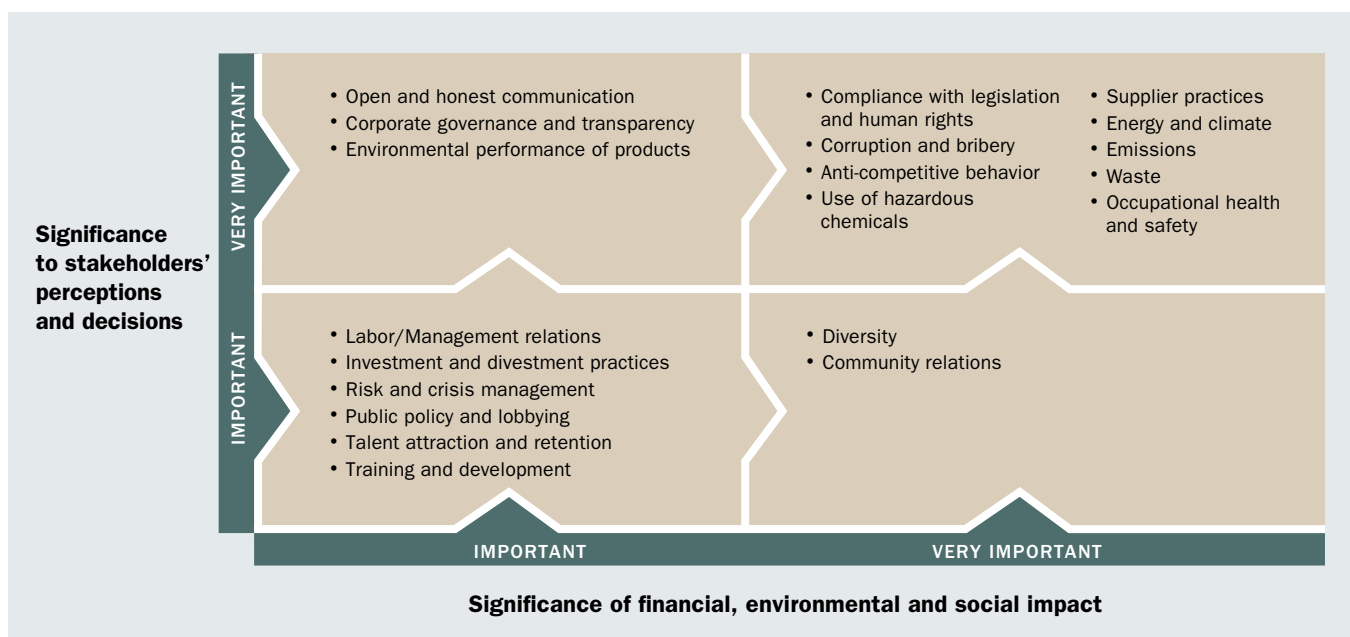 Significance
to stakeholders’
perceptions
and decisions
VERY IMPORTANT
• Open and honest communication
• Corporate governance and transparency
• Environmental performance of products
• Compliance with legislation
and human rights
• Corruption and bribery
• Anti-competitive behavior
• Use of hazardous
chemicals
• Supplier practices
• Energy and climate
• Emissions
• Waste
• Occupational health
and safety
IMPORTANT
• Labor/Management relations
• Investment and divestment practices
• Risk and crisis management
• Public policy and lobbying
• Talent attraction and retention
• Training and development
• Diversity
• Community relations
IMPORTANT
VERY IMPORTANT
Significance of financial, environmental and social impact